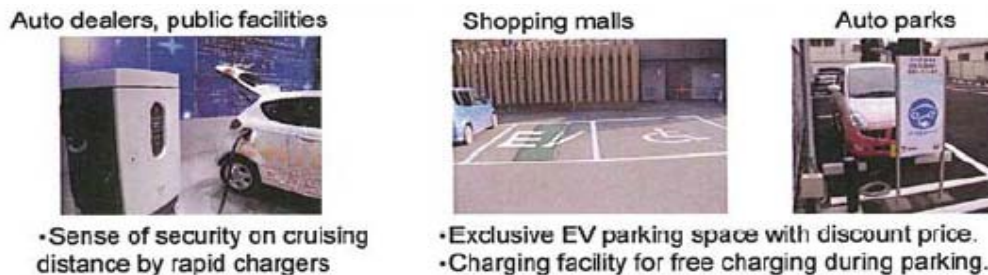 Auto dealers, public facilities
Shopping malls
Auto parks
EV
•Sense of security on cruising
distance by rapid chargers
•Exclusive EV parking space with discount price.
•Charging facility for free charging during parking.